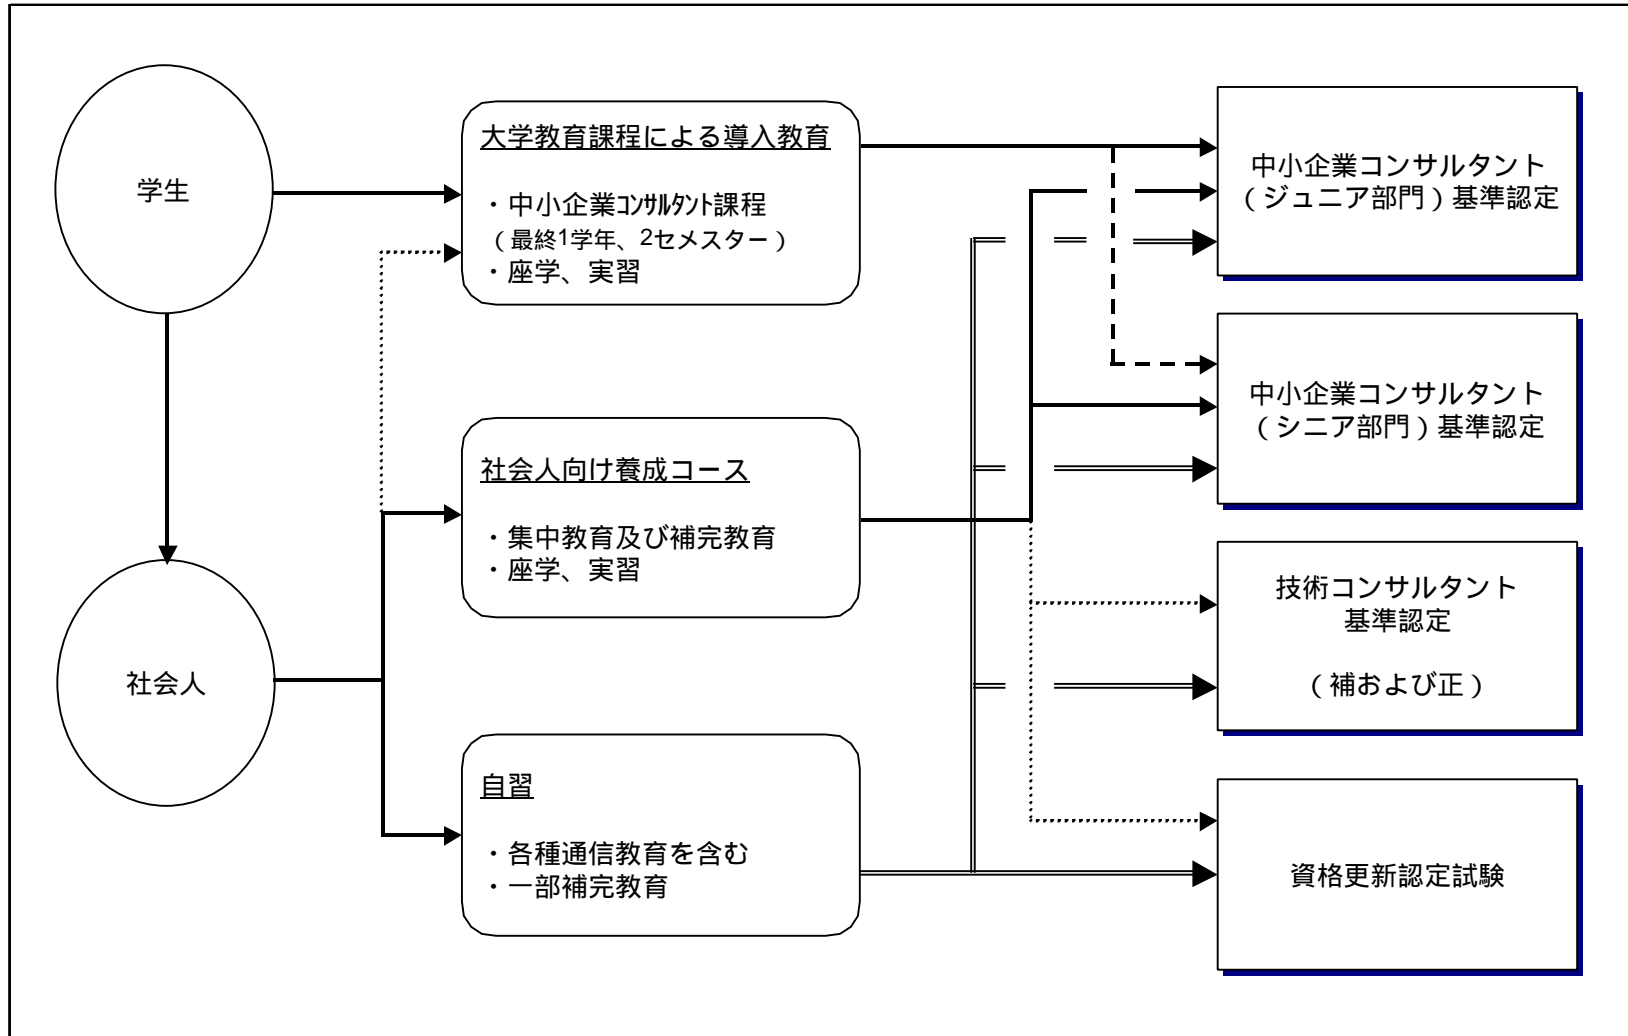 学生
社会人
大学教育課程による導入教育
・中小企業ｺﾝｻﾙﾀﾝﾄ課程
（最終1学年、2セメスター）
・座学、実習
社会人向け養成コース
・集中教育及び補完教育
・座学、実習
自習
・各種通信教育を含む
・一部補完教育
中小企業コンサルタント
（ジュニア部門）基準認定
中小企業コンサルタント
（シニア部門）基準認定
技術コンサルタント
基準認定
（補および正）
資格更新認定試験